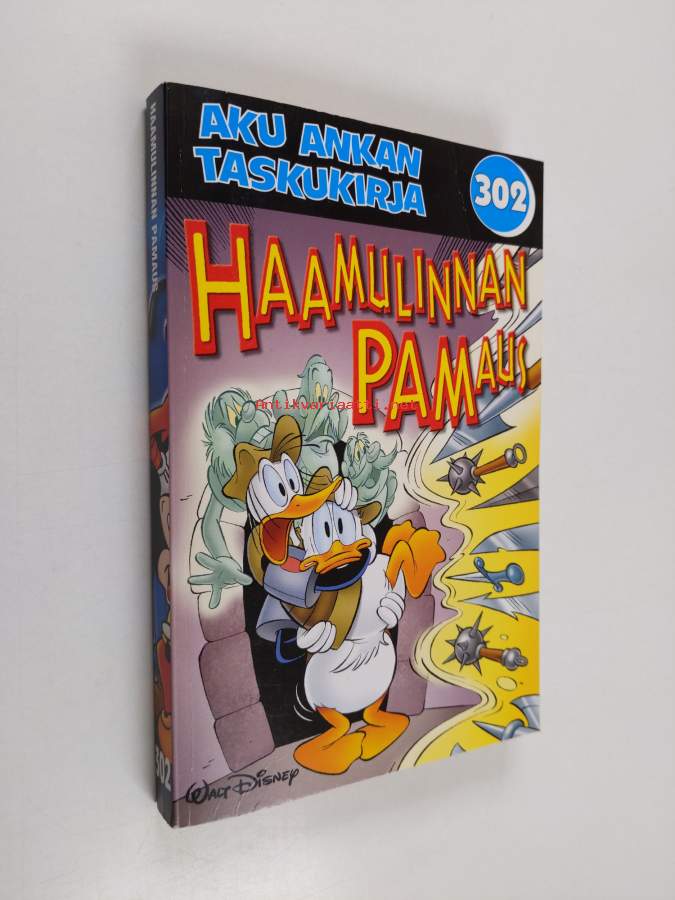 AKU ANKAN
TASKUKIRJA
302
HAAMULINNAN
PAMAUS
Antikvariaatti.net
WALT DISNEY
HAAMULINNAN PAMAUS
302